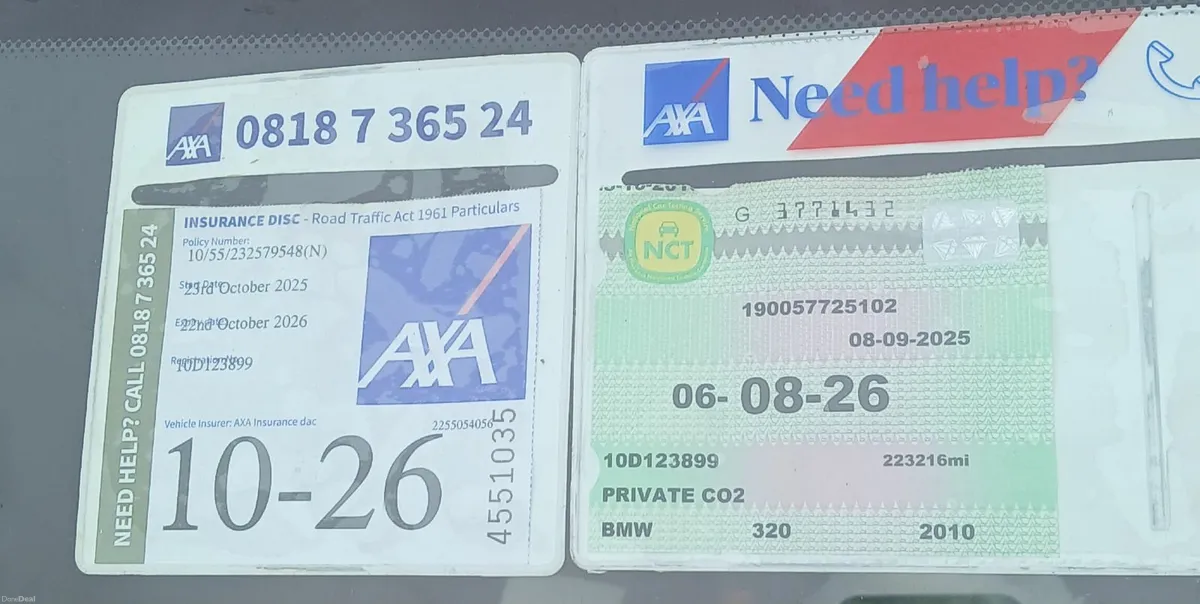 AXA 0818 7 365 24
NEED HELP? CALL 0818 7 365 24
INSURANCE DISC - Road Traffic Act 1961 Particulars
Policy Number:
10/55/232579548(N)
23rd October 2025
22nd October 2026
10D123899
AXA
Vehicle Insurer: AXA Insurance dac
2255054056
10-26
4551035
AXA Need help?
G 3771432
NCT
190057725102
08-09-2025
06-08-26
10D123899 223216mi
PRIVATE CO2
BMW 320 2010
DoneDeal